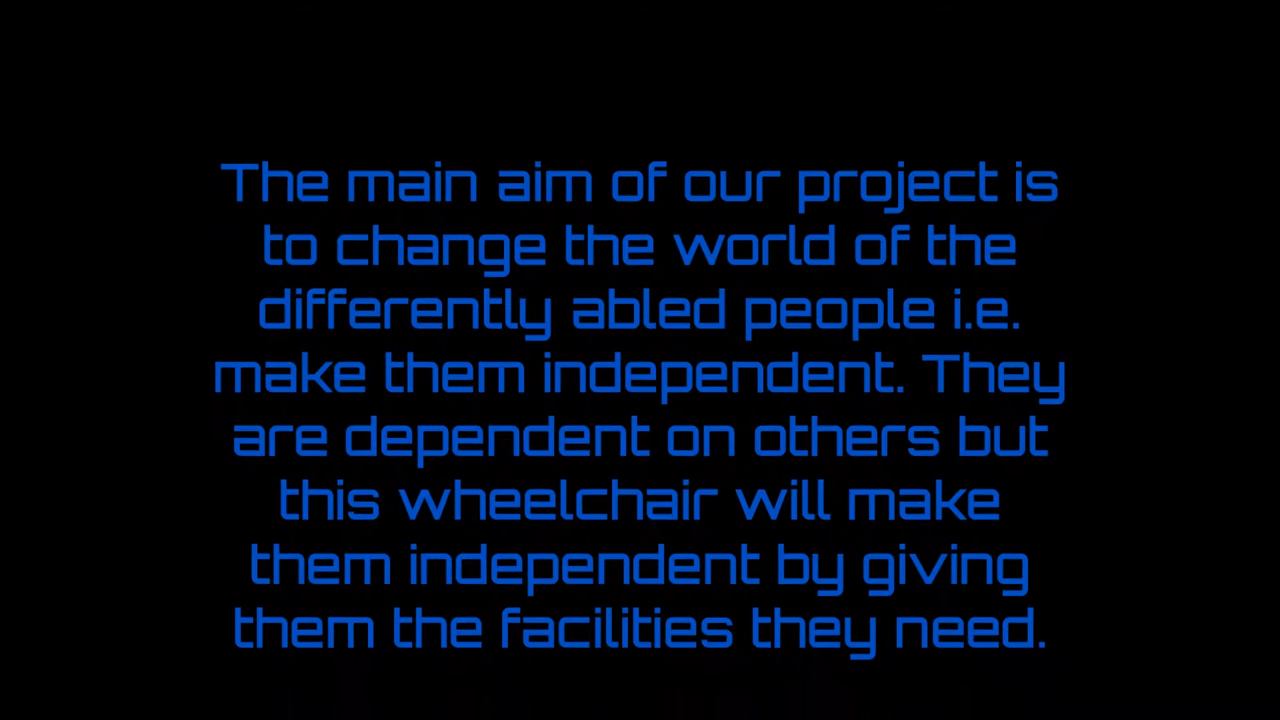 The main aim of our project is
to change the world of the
differently abled people i.e.
make them independent. They
are dependent on others but
this wheelchair will make
them independent by giving
them the facilities they need.